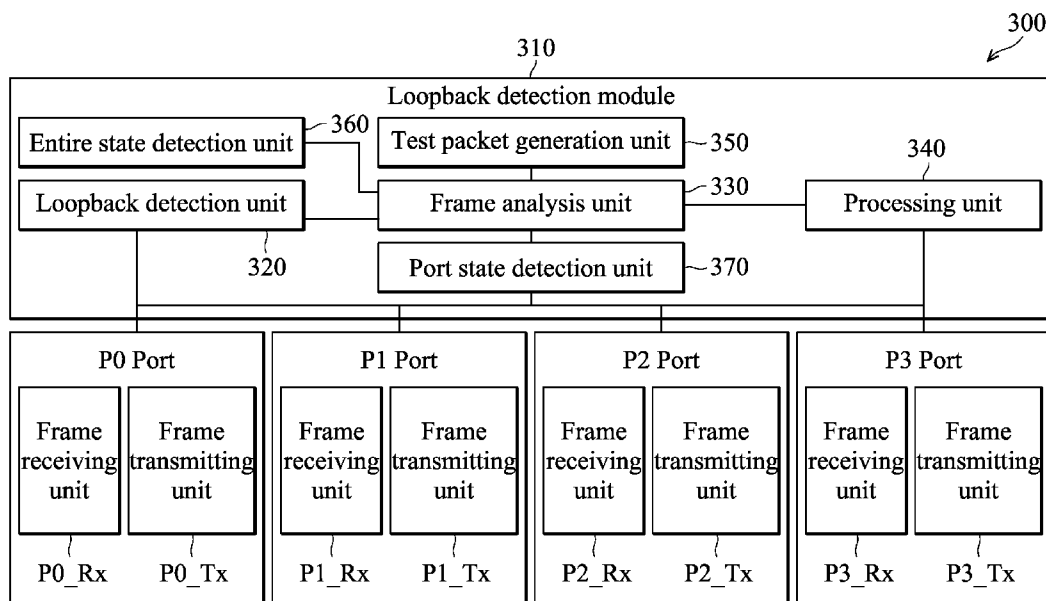 300
310
Loopback detection module
Entire state detection unit
360
Test packet generation unit
350
340
Loopback detection unit
320
Frame analysis unit
330
Processing unit
Port state detection unit
370
P0 Port
Frame
receiving
unit
Frame
transmitting
unit
P0_Rx
P0_Tx
P1 Port
Frame
receiving
unit
Frame
transmitting
unit
P1_Rx
P1_Tx
P2 Port
Frame
receiving
unit
Frame
transmitting
unit
P2_Rx
P2_Tx
P3 Port
Frame
receiving
unit
Frame
transmitting
unit
P3_Rx
P3_Tx